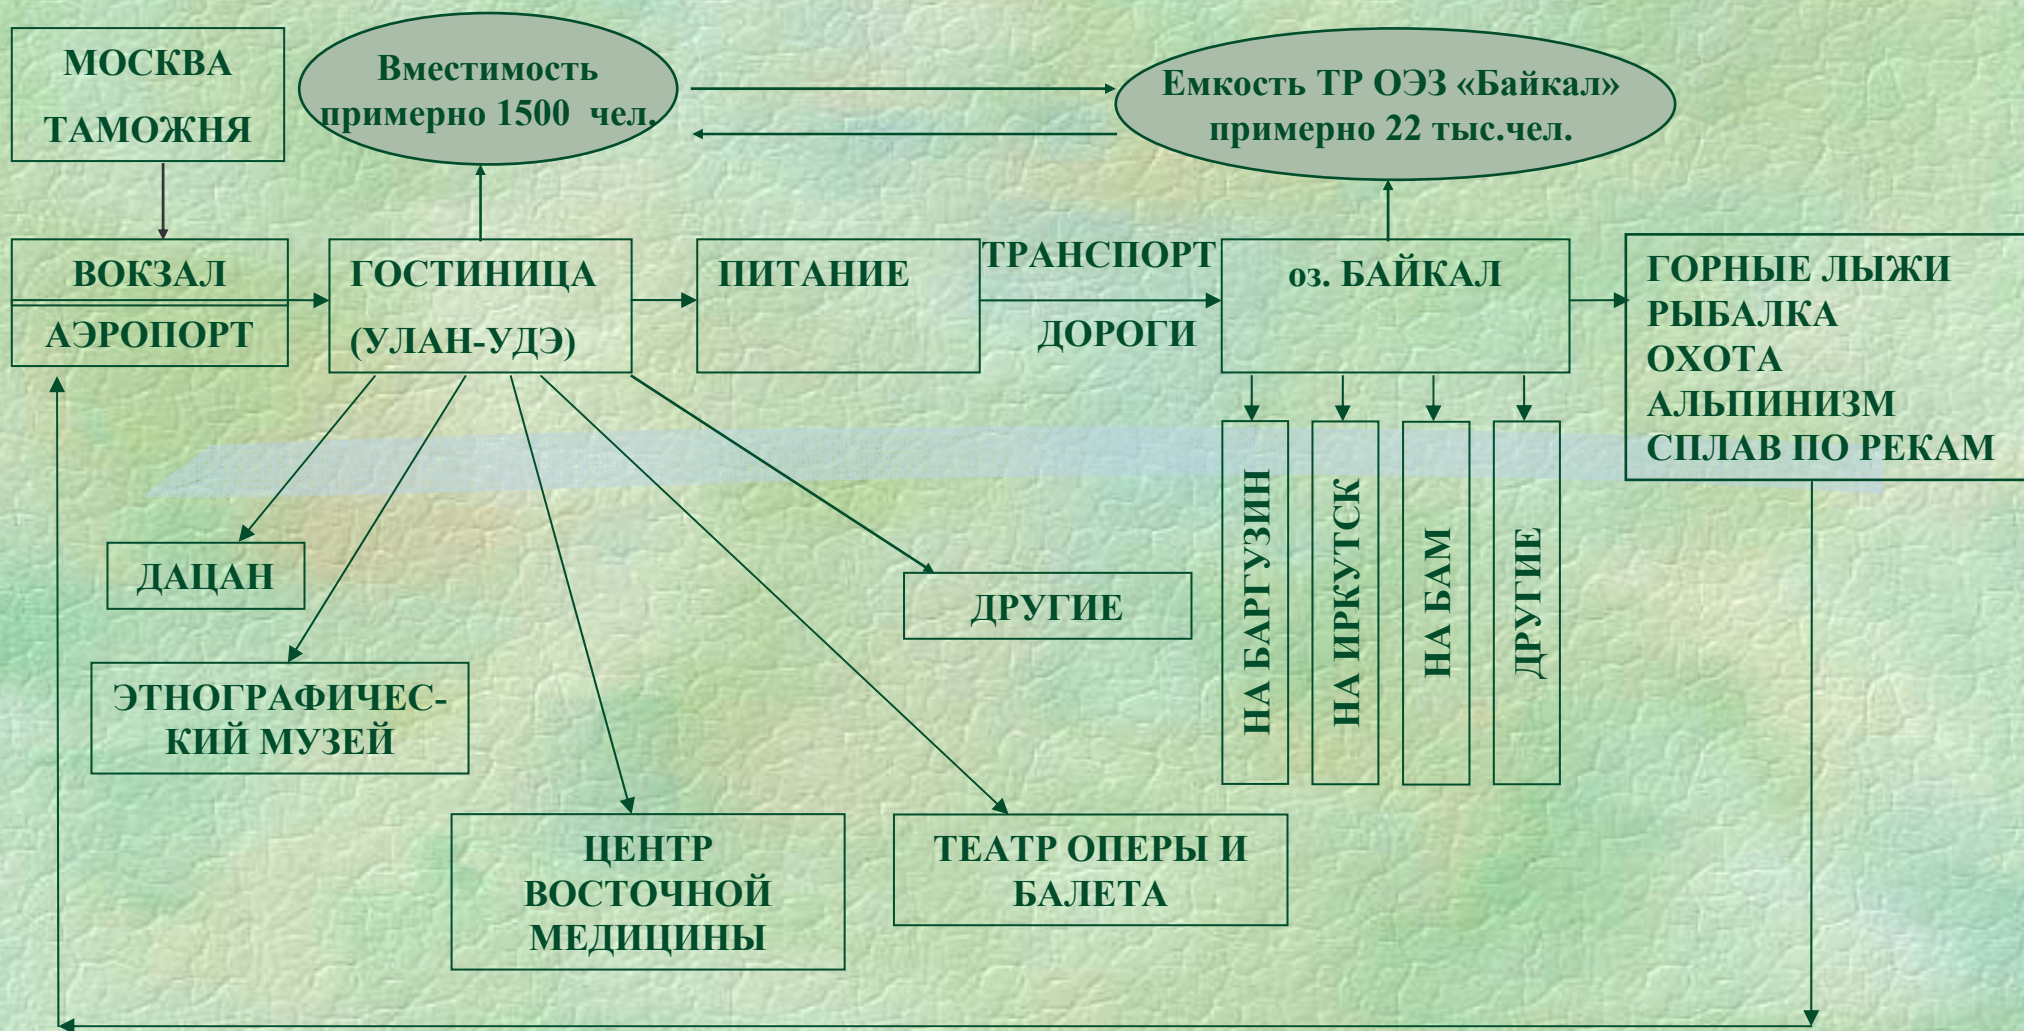 МОСКВА
ТАМОЖНЯ
Вместимость
примерно 1500 чел.
Емкость ТР ОЭЗ «Байкал»
примерно 22 тыс.чел.
ВОКЗАЛ
АЭРОПОРТ
ГОСТИНИЦА
(УЛАН-УДЭ)
ПИТАНИЕ
ТРАНСПОРТ
ДОРОГИ
оз. БАЙКАЛ
ГОРНЫЕ ЛЫЖИ
РЫБАЛКА
ОХОТА
АЛЬПИНИЗМ
СПЛАВ ПО РЕКАМ
НА БАРГУЗИН
НА ИРКУТСК
НА БАМ
ДРУГИЕ
ДАЦАН
ДРУГИЕ
ЭТНОГРАФИЧЕС-
КИЙ МУЗЕЙ
ЦЕНТР
ВОСТОЧНОЙ
МЕДИЦИНЫ
ТЕАТР ОПЕРЫ И
БАЛЕТА